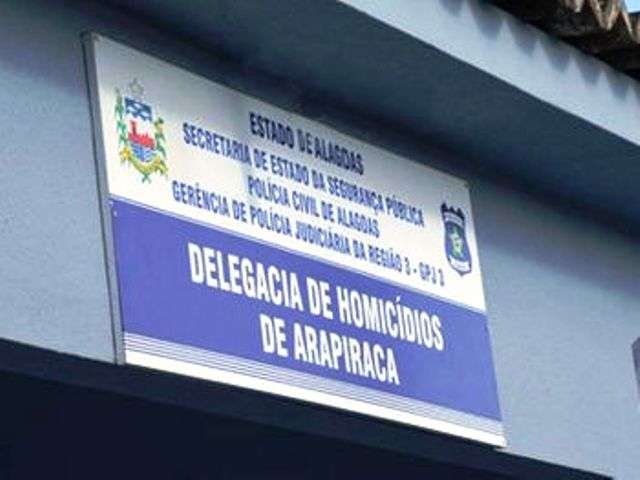 ESTADO DE ALAGOAS
SECRETARIA DE ESTADO DA SEGURANÇA PÚBLICA
POLÍCIA CIVIL DE ALAGOAS
GERÊNCIA DE POLÍCIA JUDICIÁRIA DA REGIÃO 3 - GPJ 3
DELEGACIA DE HOMICÍDIOS
DE ARAPIRACA